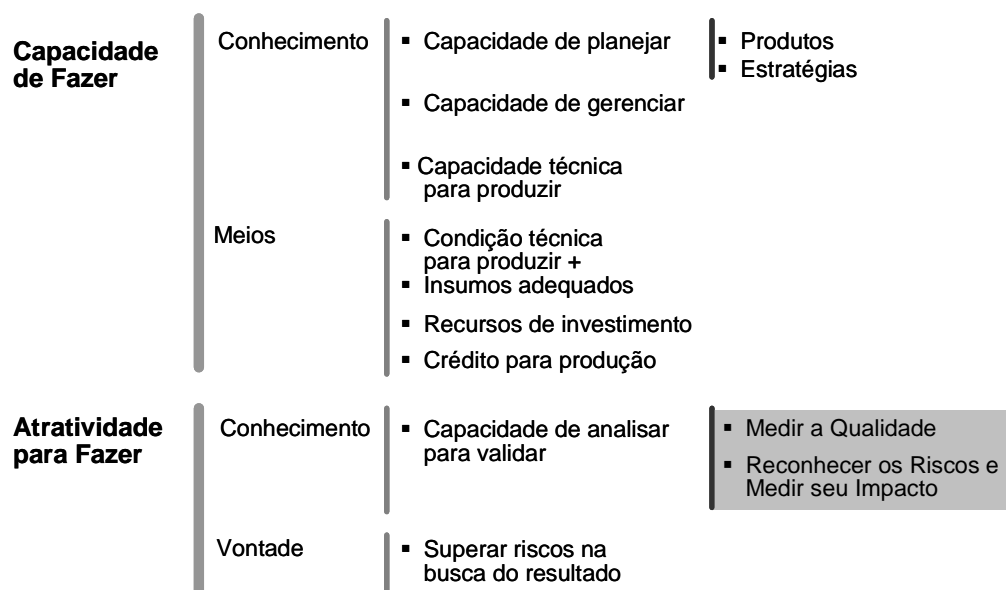 Capacidade
de Fazer
Conhecimento
▪ Capacidade de planejar
▪ Produtos
▪ Estratégias
▪ Capacidade de gerenciar
▪ Capacidade técnica
para produzir
Meios
▪ Condição técnica
para produzir +
▪ Insumos adequados
▪ Recursos de investimento
▪ Crédito para produção
Atratividade
para Fazer
Conhecimento
▪ Capacidade de analisar
para validar
▪ Medir a Qualidade
▪ Reconhecer os Riscos e
Medir seu Impacto
Vontade
▪ Superar riscos na
busca do resultado